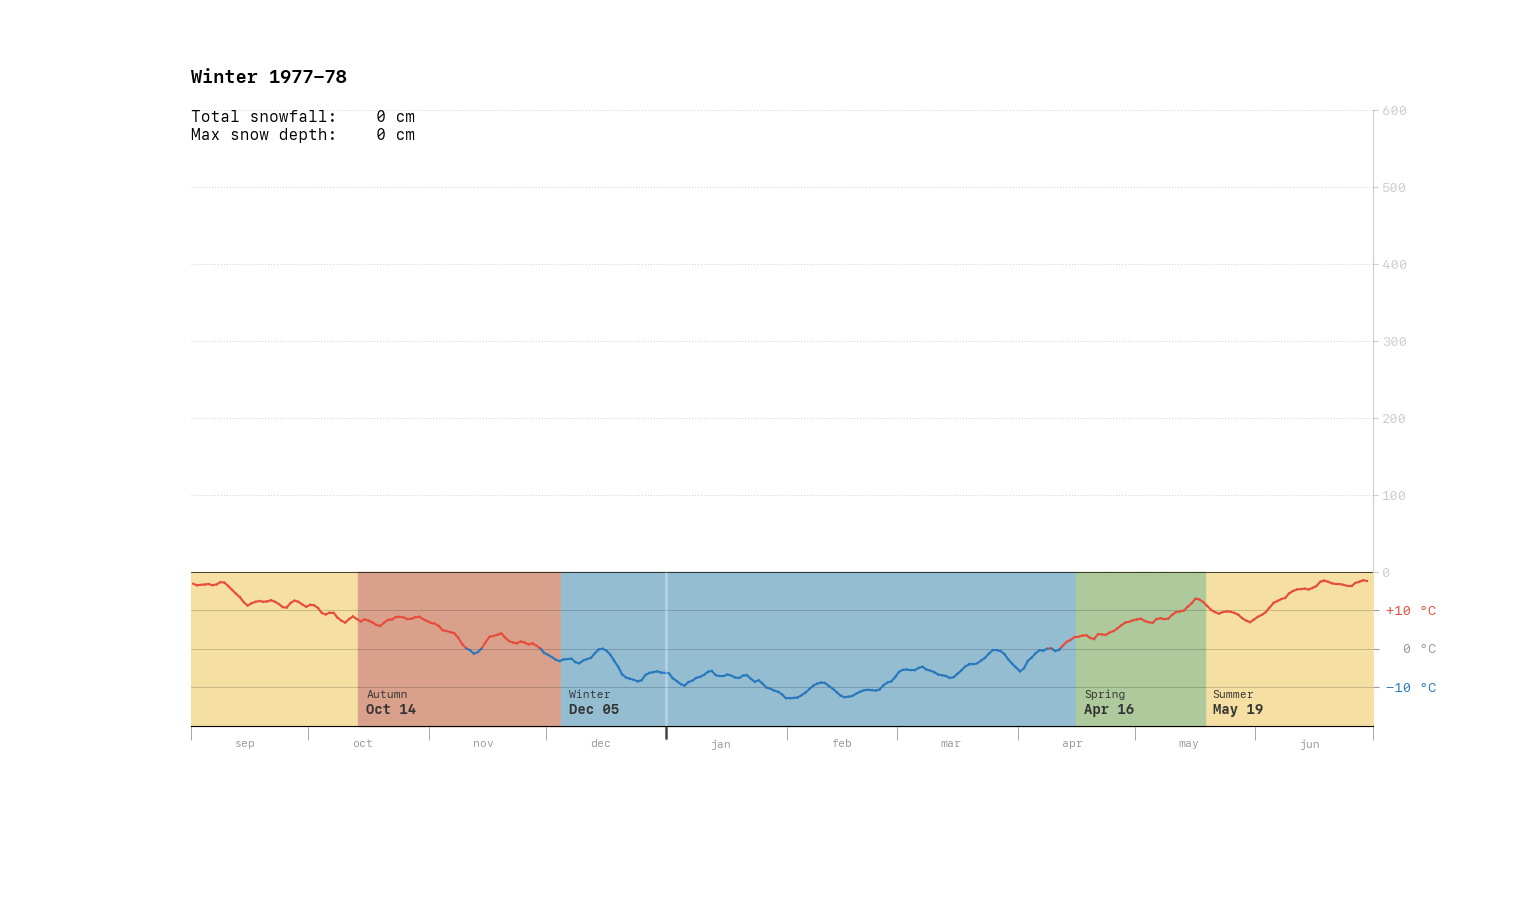 Winter 1977–78
Total snowfall: 0 cm
Max snow depth: 0 cm
600
500
400
300
200
100
0
+10 °C
0 °C
−10 °C
Autumn
Oct 14
Winter
Dec 05
Spring
Apr 16
Summer
May 19
sep oct nov dec jan feb mar apr may jun